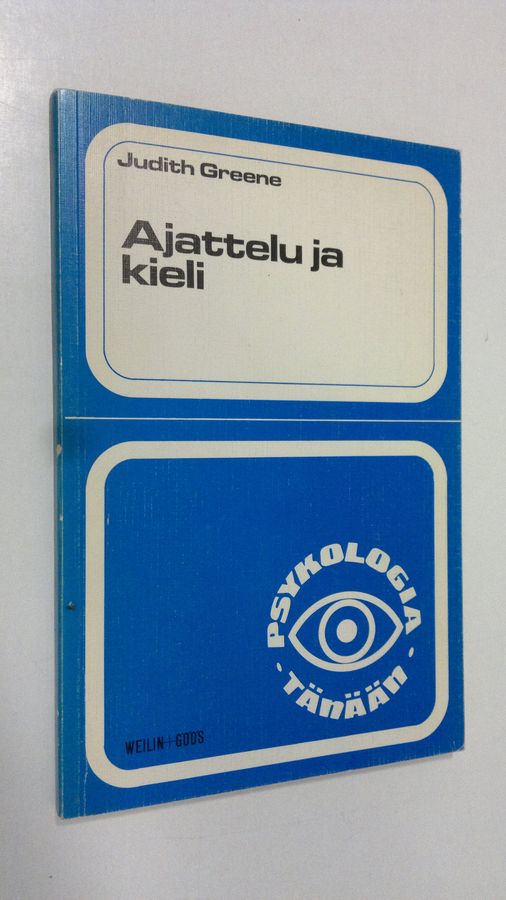 Judith Greene
Ajattelu ja
kieli
PSYKOLOGIA
· TÄNÄÄN ·
WEILIN+GÖÖS